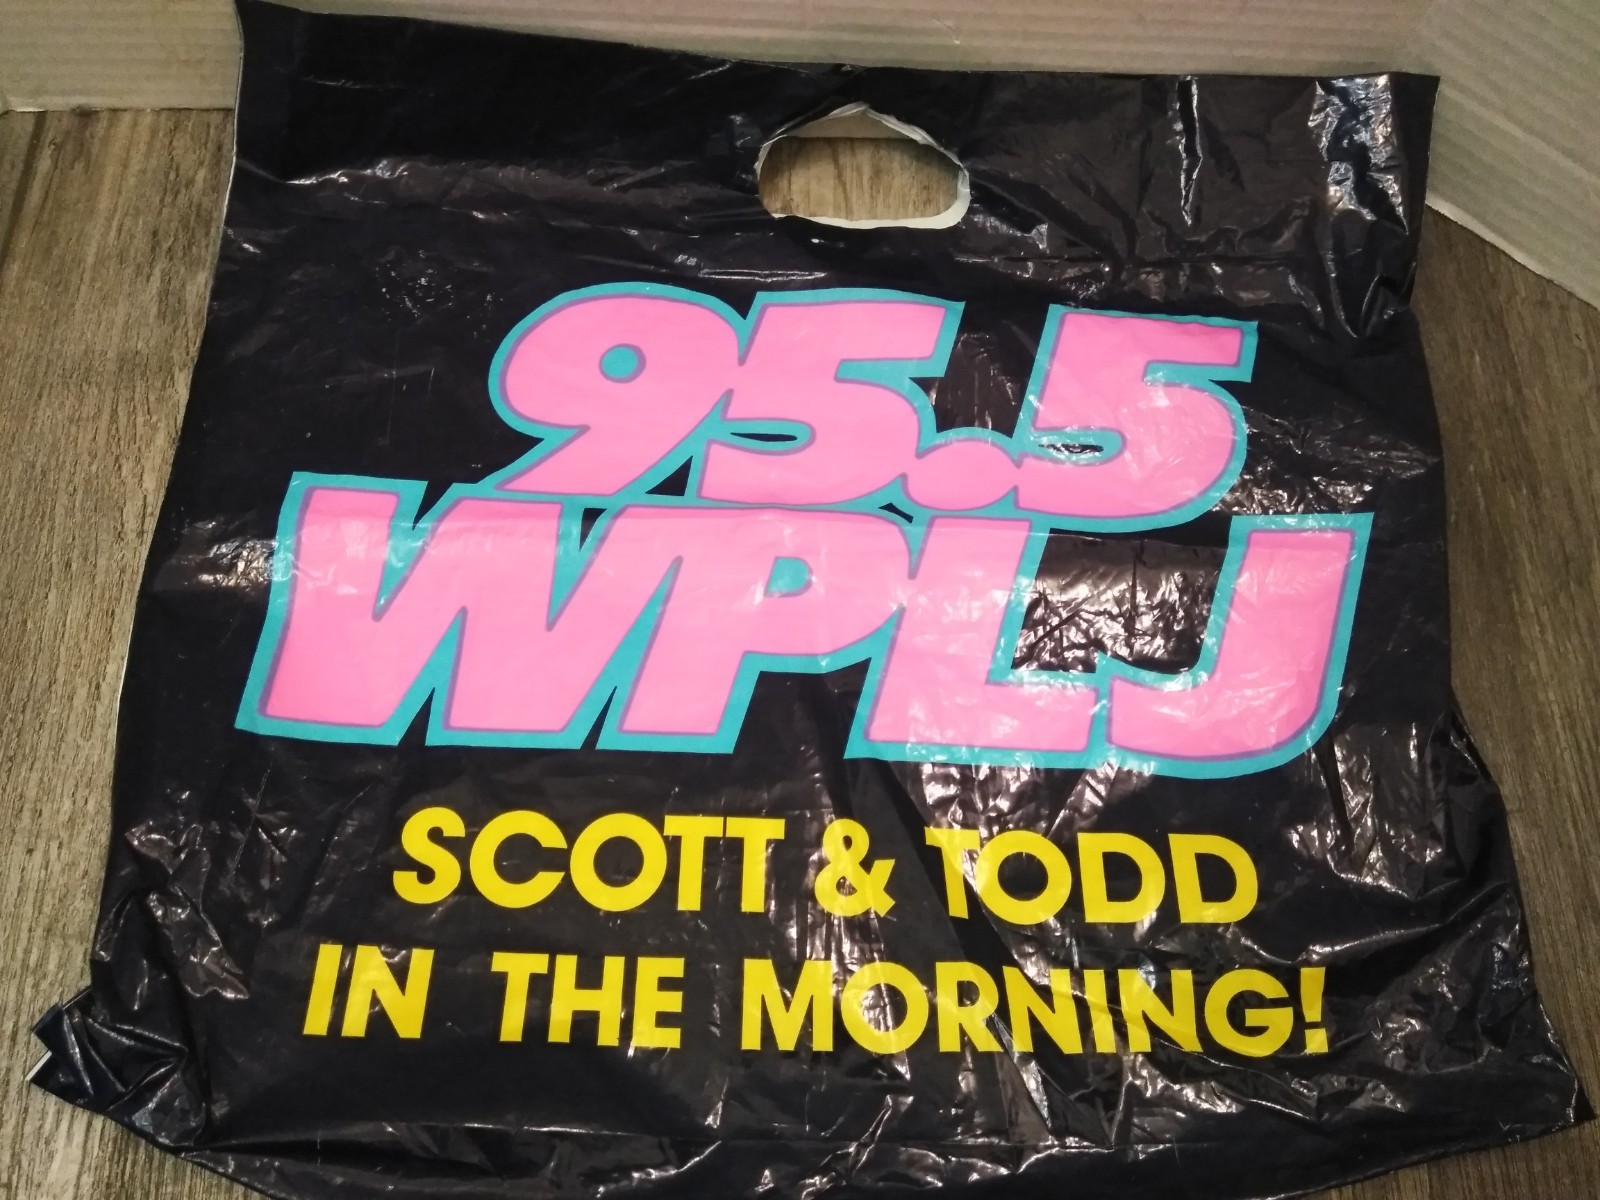 95.5
WPLJ
SCOTT & TODD
IN THE MORNING!